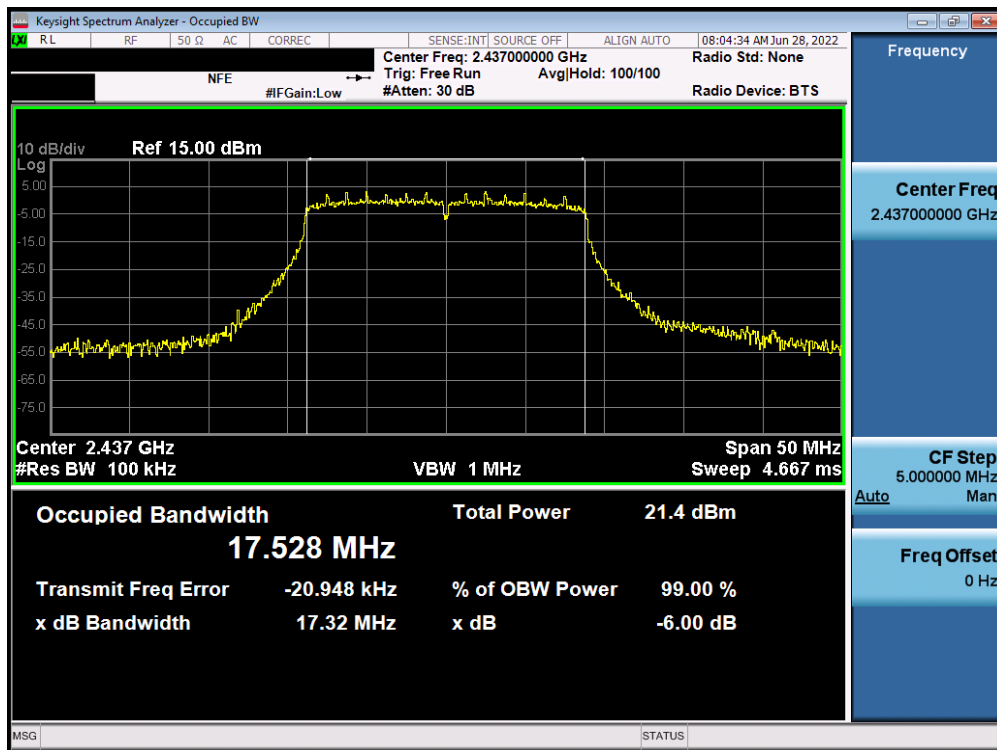 Keysight Spectrum Analyzer - Occupied BW
LXI RL RF 50 Ω AC CORREC SENSE:INT SOURCE OFF ALIGN AUTO 08:04:34 AM Jun 28, 2022
Center Freq: 2.437000000 GHz Radio Std: None
NFE Trig: Free Run Avg|Hold: 100/100
#IFGain:Low #Atten: 30 dB Radio Device: BTS
10 dB/div Ref 15.00 dBm
Log
5.00
-5.00
-15.0
-25.0
-35.0
-45.0
-55.0
-65.0
-75.0
Center 2.437 GHz Span 50 MHz
#Res BW 100 kHz VBW 1 MHz Sweep 4.667 ms
Occupied Bandwidth Total Power 21.4 dBm
17.528 MHz
Transmit Freq Error -20.948 kHz % of OBW Power 99.00 %
x dB Bandwidth 17.32 MHz x dB -6.00 dB
Frequency
Center Freq
2.437000000 GHz
CF Step
5.000000 MHz
Auto Man
Freq Offset
0 Hz
MSG STATUS